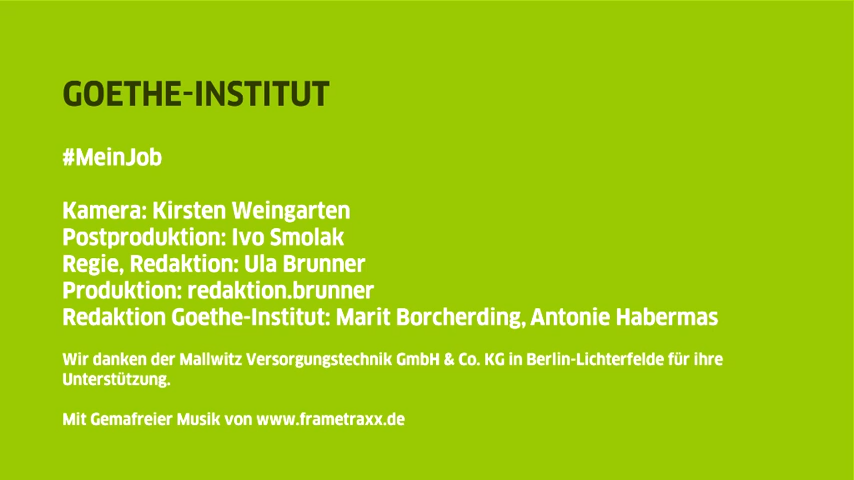 GOETHE-INSTITUT
#MeinJob
Kamera: Kirsten Weingarten
Postproduktion: Ivo Smolak
Regie, Redaktion: Ula Brunner
Produktion: redaktion.brunner
Redaktion Goethe-Institut: Marit Borcherding, Antonie Habermas
Wir danken der Mallwitz Versorgungstechnik GmbH & Co. KG in Berlin-Lichterfelde für ihre
Unterstützung.
Mit Gemafreier Musik von www.frametraxx.de